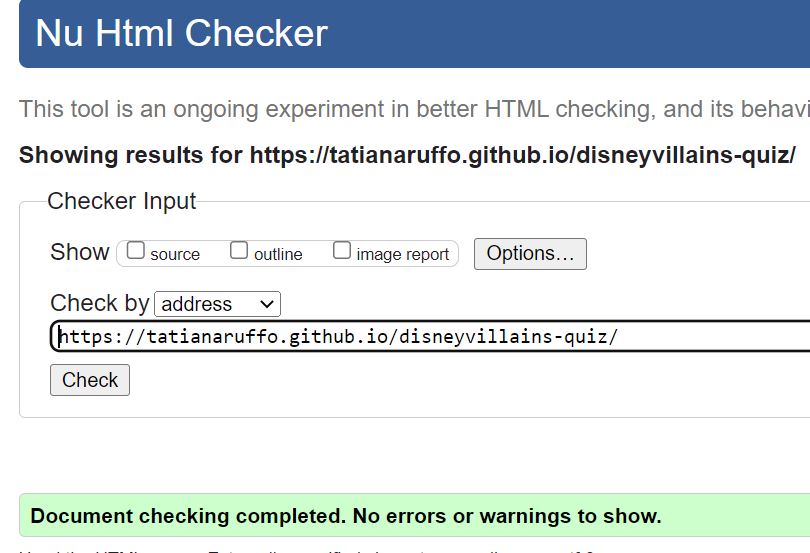 Nu Html Checker
This tool is an ongoing experiment in better HTML checking, and its behavi
Showing results for https://tatianaruffo.github.io/disneyvillains-quiz/
Checker Input
Show source outline image report Options...
Check by address
https://tatianaruffo.github.io/disneyvillains-quiz/
Check
Document checking completed. No errors or warnings to show.